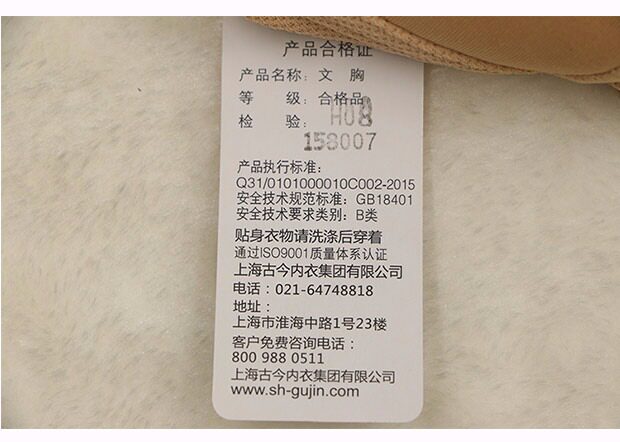 产品合格证
产品名称：文 胸
等 级：合格品
检 验：H08
158007
产品执行标准：
Q31/0101000010C002-2015
安全技术规范标准：GB18401
安全技术要求类别：B类
贴身衣物请洗涤后穿着
通过ISO9001质量体系认证
上海古今内衣集团有限公司
电话：021-64748818
地址：
上海市淮海中路1号23楼
客户免费咨询电话：
800 988 0511
上海古今内衣集团有限公司
www.sh-gujin.com